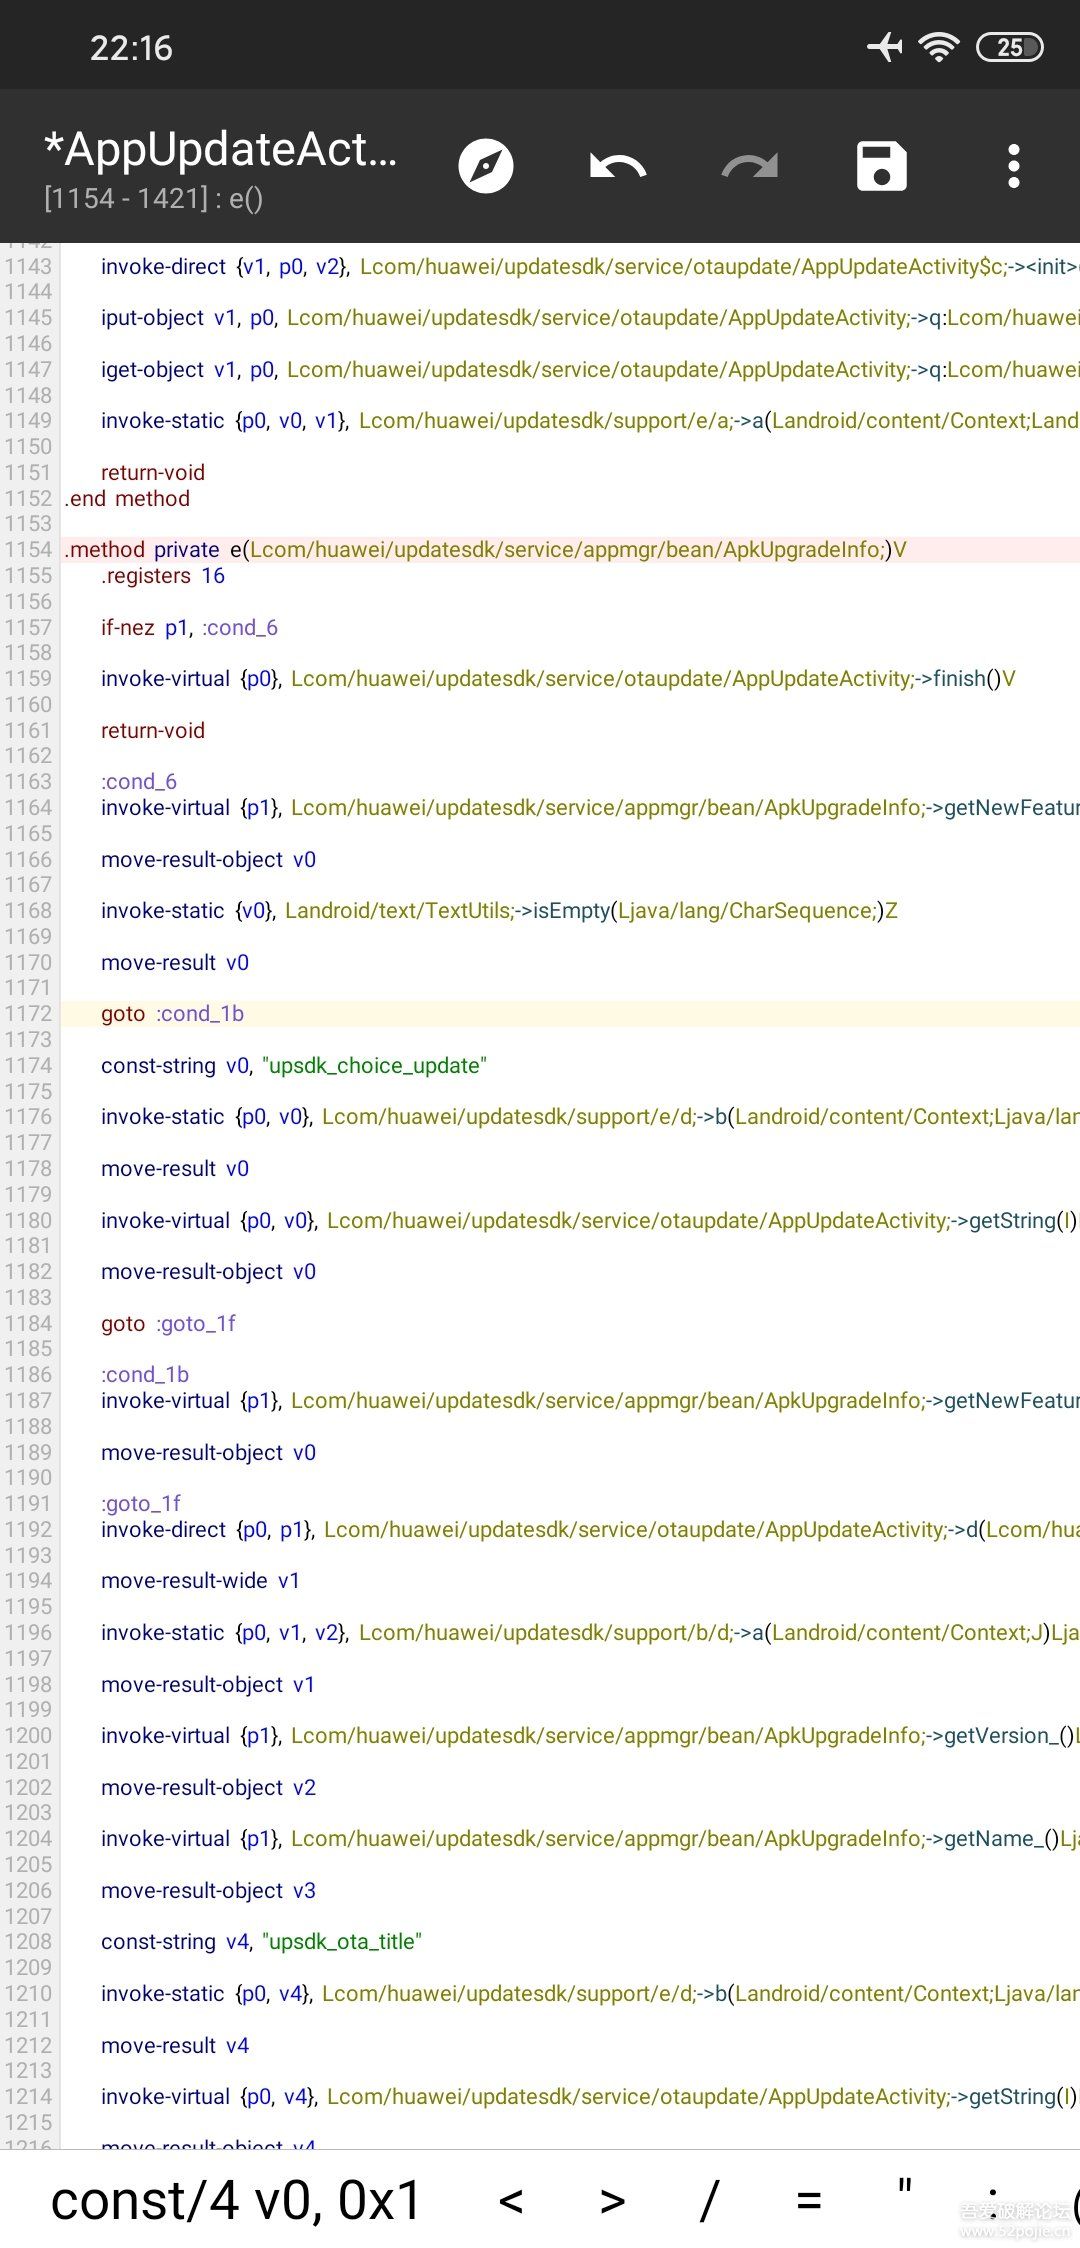 22:16
25
*AppUpdateAct...
[1154 - 1421] : e()
1142
1143 invoke-direct {v1, p0, v2}, Lcom/huawei/updatesdk/service/otaupdate/AppUpdateActivity$c;-><init>(
1144
1145 iput-object v1, p0, Lcom/huawei/updatesdk/service/otaupdate/AppUpdateActivity;->q:Lcom/huawei
1146
1147 iget-object v1, p0, Lcom/huawei/updatesdk/service/otaupdate/AppUpdateActivity;->q:Lcom/huawei
1148
1149 invoke-static {p0, v0, v1}, Lcom/huawei/updatesdk/support/e/a;->a(Landroid/content/Context;Land
1150
1151 return-void
1152 .end method
1153
1154 .method private e(Lcom/huawei/updatesdk/service/appmgr/bean/ApkUpgradeInfo;)V
1155 .registers 16
1156
1157 if-nez p1, :cond_6
1158
1159 invoke-virtual {p0}, Lcom/huawei/updatesdk/service/otaupdate/AppUpdateActivity;->finish()V
1160
1161 return-void
1162
1163 :cond_6
1164 invoke-virtual {p1}, Lcom/huawei/updatesdk/service/appmgr/bean/ApkUpgradeInfo;->getNewFeatur
1165
1166 move-result-object v0
1167
1168 invoke-static {v0}, Landroid/text/TextUtils;->isEmpty(Ljava/lang/CharSequence;)Z
1169
1170 move-result v0
1171
1172 goto :cond_1b
1173
1174 const-string v0, "upsdk_choice_update"
1175
1176 invoke-static {p0, v0}, Lcom/huawei/updatesdk/support/e/d;->b(Landroid/content/Context;Ljava/lan
1177
1178 move-result v0
1179
1180 invoke-virtual {p0, v0}, Lcom/huawei/updatesdk/service/otaupdate/AppUpdateActivity;->getString(I)
1181
1182 move-result-object v0
1183
1184 goto :goto_1f
1185
1186 :cond_1b
1187 invoke-virtual {p1}, Lcom/huawei/updatesdk/service/appmgr/bean/ApkUpgradeInfo;->getNewFeatur
1188
1189 move-result-object v0
1190
1191 :goto_1f
1192 invoke-direct {p0, p1}, Lcom/huawei/updatesdk/service/otaupdate/AppUpdateActivity;->d(Lcom/hua
1193
1194 move-result-wide v1
1195
1196 invoke-static {p0, v1, v2}, Lcom/huawei/updatesdk/support/b/d;->a(Landroid/content/Context;J)Lja
1197
1198 move-result-object v1
1199
1200 invoke-virtual {p1}, Lcom/huawei/updatesdk/service/appmgr/bean/ApkUpgradeInfo;->getVersion_()L
1201
1202 move-result-object v2
1203
1204 invoke-virtual {p1}, Lcom/huawei/updatesdk/service/appmgr/bean/ApkUpgradeInfo;->getName_()Lj
1205
1206 move-result-object v3
1207
1208 const-string v4, "upsdk_ota_title"
1209
1210 invoke-static {p0, v4}, Lcom/huawei/updatesdk/support/e/d;->b(Landroid/content/Context;Ljava/lan
1211
1212 move-result v4
1213
1214 invoke-virtual {p0, v4}, Lcom/huawei/updatesdk/service/otaupdate/AppUpdateActivity;->getString(I)
1215
1216 move-result-object v4
const/4 v0, 0x1 < > / = " : (
吾爱破解论坛
www.52pojie.cn